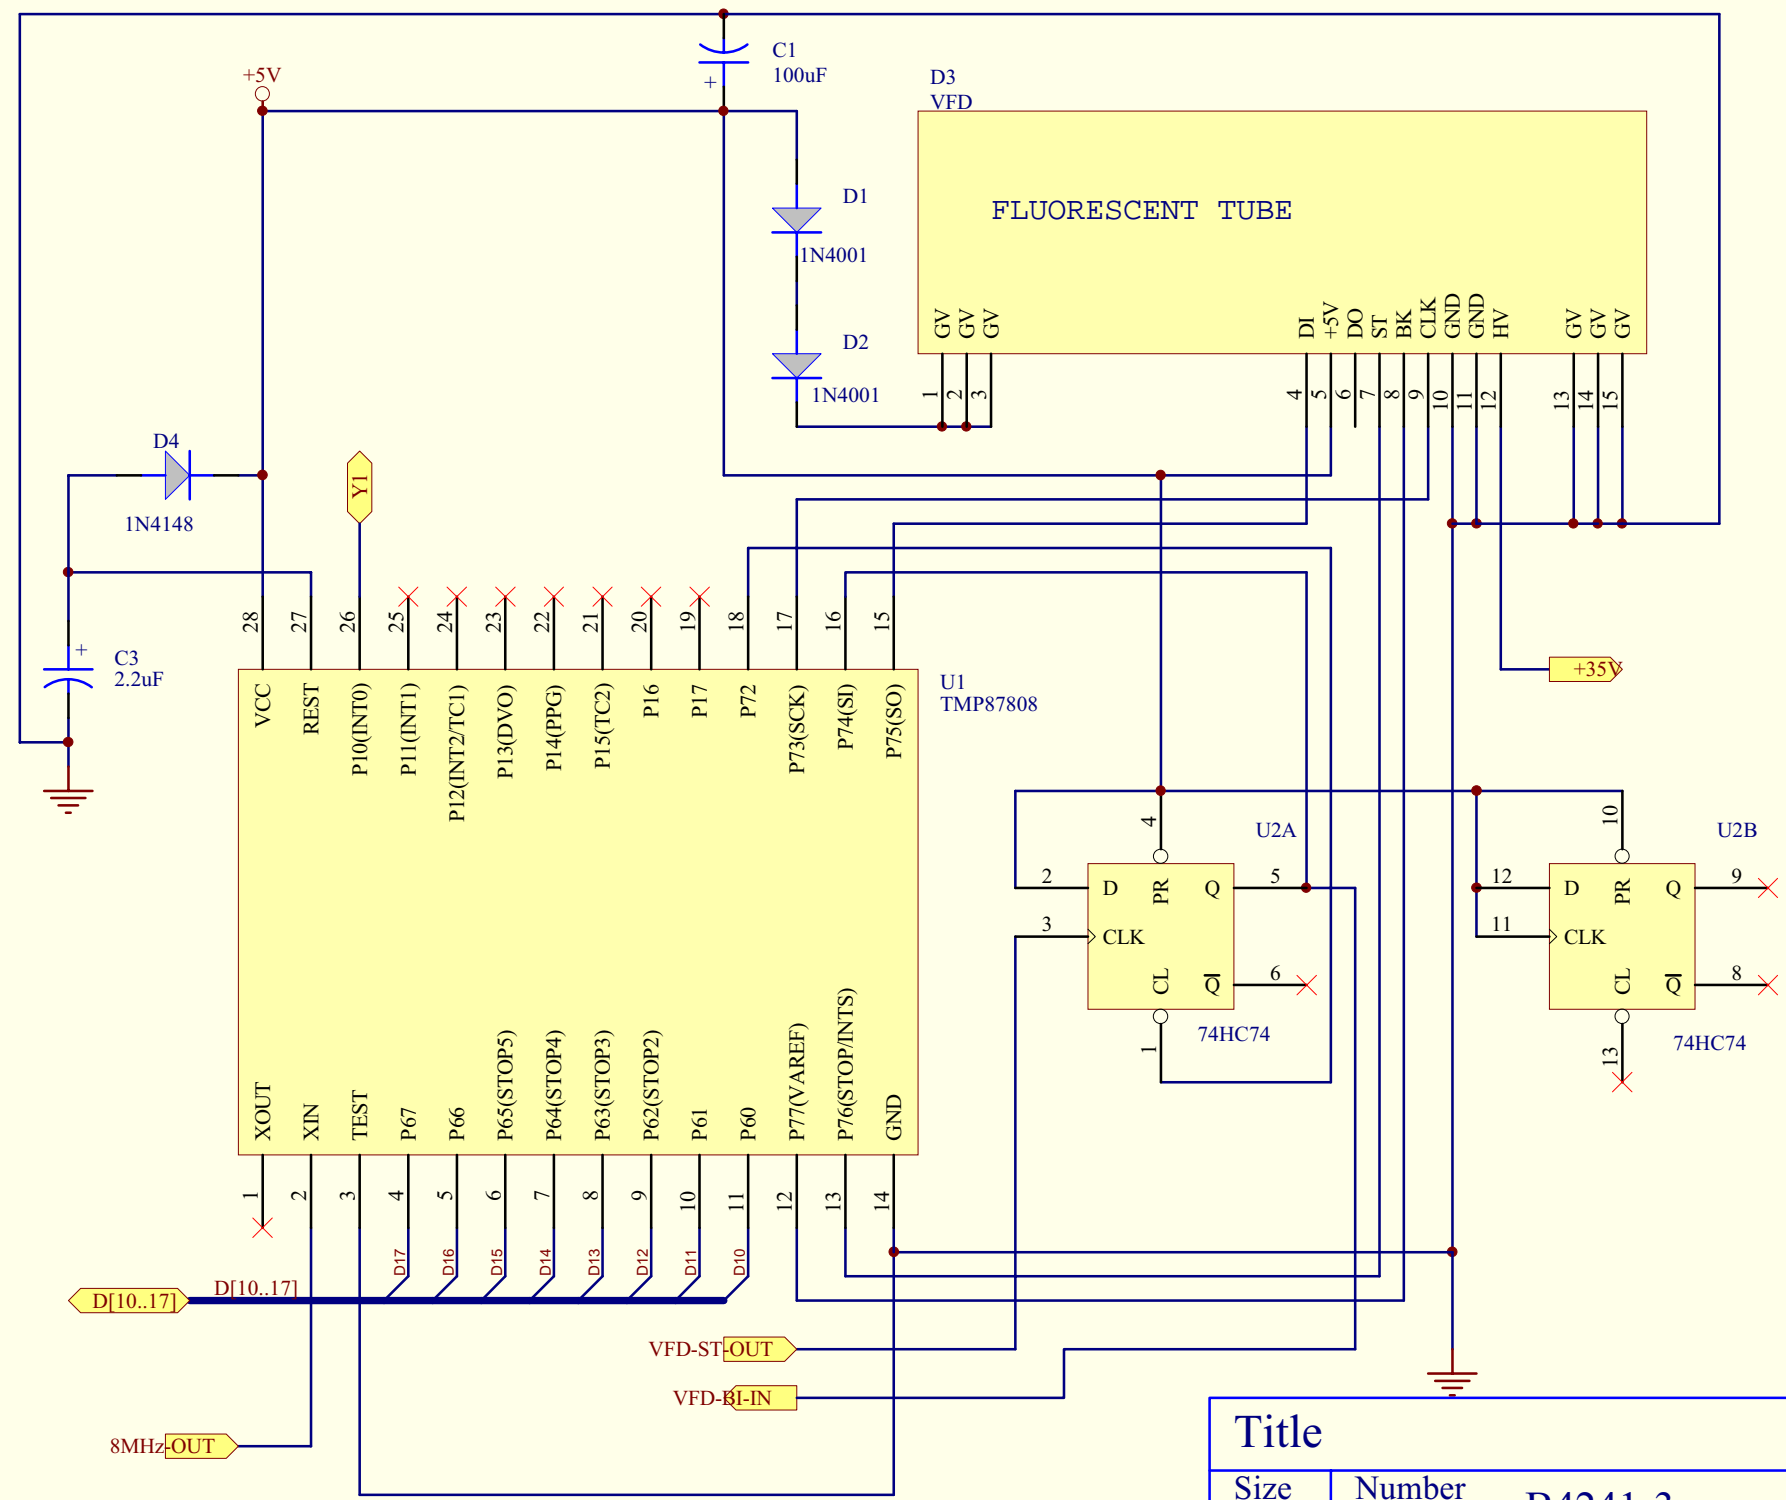 +5V
C1
100uF
+
D3
VFD
FLUORESCENT TUBE
D1
1N4001
D2
1N4001
GV
GV
GV
DI
+5V
DO
ST
BK
CLK
GND
GND
HV
GV
GV
GV
1
2
3
4
5
6
7
8
9
10
11
12
13
14
15
D4
1N4148
Y1
+
C3
2.2uF
28
27
26
25
24
23
22
21
20
19
18
17
16
15
VCC
REST
P10(INT0)
P11(INT1)
P12(INT2/TC1)
P13(DVO)
P14(PPG)
P15(TC2)
P16
P17
P72
P73(SCK)
P74(SI)
P75(SO)
U1
TMP87808
+35V
4
U2A
2
D
PR
Q
5
3
CLK
CL
Q
6
1
74HC74
10
U2B
12
D
PR
Q
9
11
CLK
CL
Q
8
13
74HC74
XOUT
XIN
TEST
P67
P66
P65(STOP5)
P64(STOP4)
P63(STOP3)
P62(STOP2)
P61
P60
P77(VAREF)
P76(STOP/INTS)
GND
1
2
3
4
5
6
7
8
9
10
11
12
13
14
D17
D16
D15
D14
D13
D12
D11
D10
D[10..17]
D[10..17]
VFD-ST-OUT
VFD-BI-IN
8MHz-OUT
Title
Size
Number